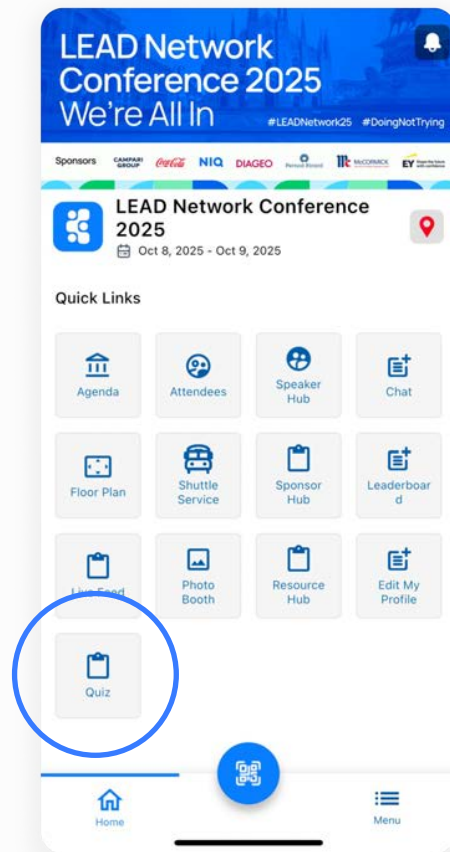 LEAD Network
Conference 2025
We're All In
#LEADNetwork25 #DoingNotTrying
Sponsors CAMPARI GROUP Coca-Cola NIQ DIAGEO Pernod Ricard McCORMICK EY
LEAD Network Conference
2025
Oct 8, 2025 - Oct 9, 2025
Quick Links
Agenda
Attendees
Speaker
Hub
Chat
Floor Plan
Shuttle
Service
Sponsor
Hub
Leaderboar
d
Live Feed
Photo
Booth
Resource
Hub
Edit My
Profile
Quiz
Home
Menu